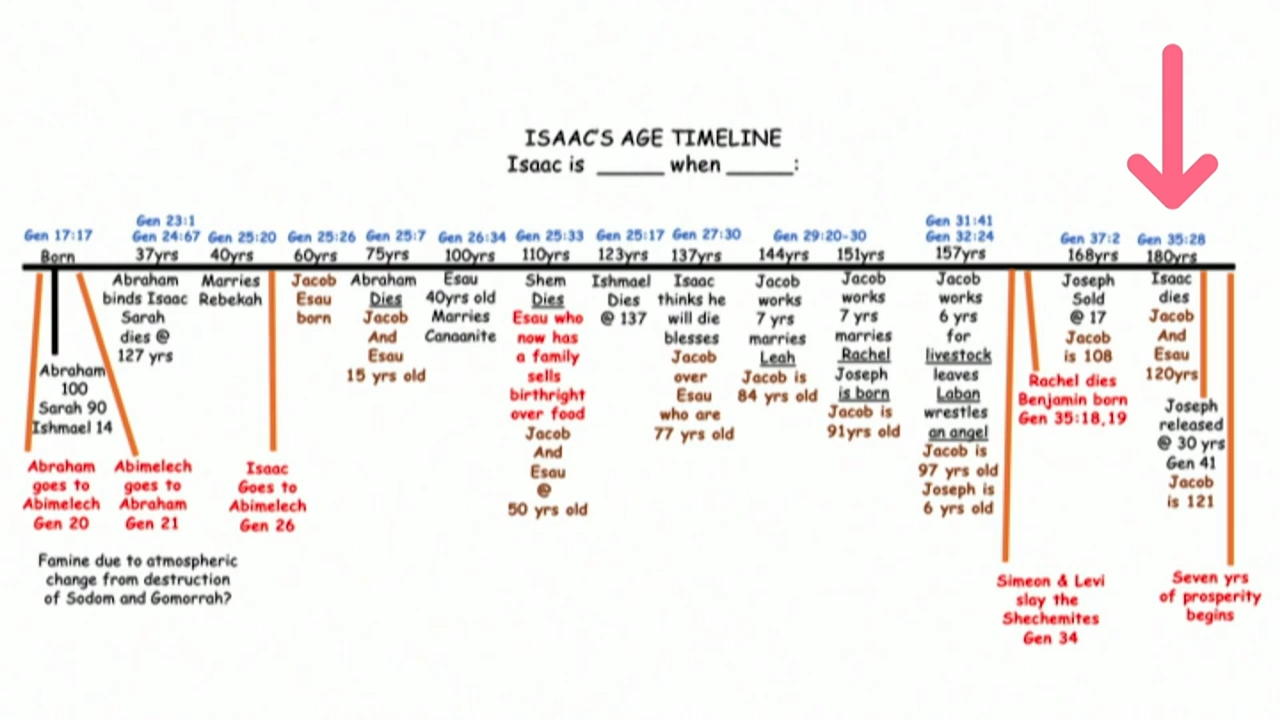 ISAAC'S AGE TIMELINE
Isaac is ______ when ______:
Gen 17:17
Born
Abraham
100
Sarah 90
Ishmael 14
Abraham
goes to
Abimelech
Gen 20
Abimelech
goes to
Abraham
Gen 21
Famine due to atmospheric
change from destruction
of Sodom and Gomorrah?
Gen 23:1
Gen 24:67
37yrs
Abraham
binds Isaac
Sarah
dies @
127 yrs
Gen 25:20
40yrs
Marries
Rebekah
Isaac
Goes to
Abimelech
Gen 26
Gen 25:26
60yrs
Jacob
Esau
born
Gen 25:7
75yrs
Abraham
Dies
Jacob
And
Esau
15 yrs old
Gen 26:34
100yrs
Esau
40yrs old
Marries
Canaanite
Gen 25:33
110yrs
Shem
Dies
Esau who
now has
a family
sells
birthright
over food
Jacob
And
Esau
@
50 yrs old
Gen 25:17
123yrs
Ishmael
Dies
@ 137
Gen 27:30
137yrs
Isaac
thinks he
will die
blesses
Jacob
over
Esau
who are
77 yrs old
Gen 29:20-30
144yrs
Jacob
works
7 yrs
marries
Leah
Jacob is
84 yrs old
151yrs
Jacob
works
7 yrs
marries
Rachel
Joseph
is born
Jacob is
91yrs old
Gen 31:41
Gen 32:24
157yrs
Jacob
works
6 yrs
for
livestock
leaves
Laban
wrestles
an angel
Jacob is
97 yrs old
Joseph is
6 yrs old
Simeon & Levi
slay the
Shechemites
Gen 34
Rachel dies
Benjamin born
Gen 35:18,19
Gen 37:2
168yrs
Joseph
Sold
@ 17
Jacob
is 108
Gen 35:28
180yrs
Isaac
dies
Jacob
And
Esau
120yrs
Joseph
released
@ 30 yrs
Gen 41
Jacob
is 121
Seven yrs
of prosperity
begins